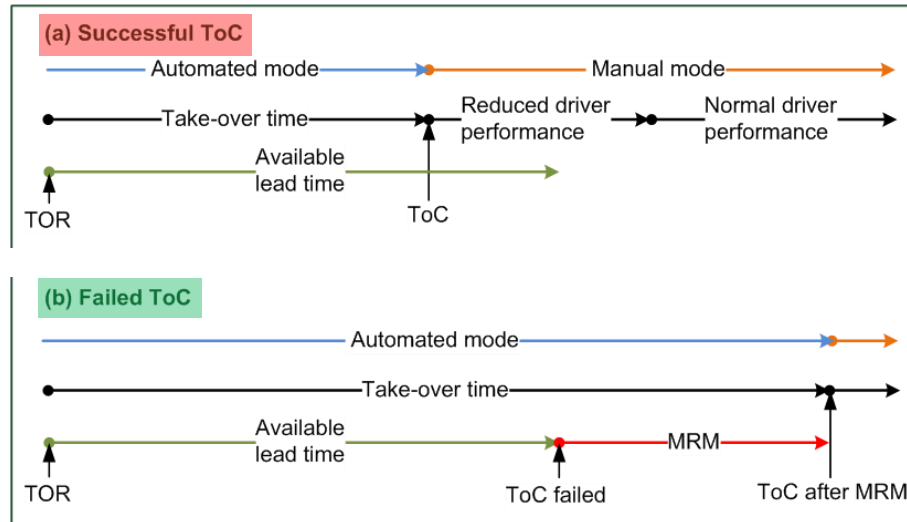 (a) Successful ToC
Automated mode
Manual mode
Take-over time
Reduced driver
performance
Normal driver
performance
Available
lead time
TOR
ToC
(b) Failed ToC
Automated mode
Take-over time
Available
lead time
MRM
TOR
ToC failed
ToC after MRM